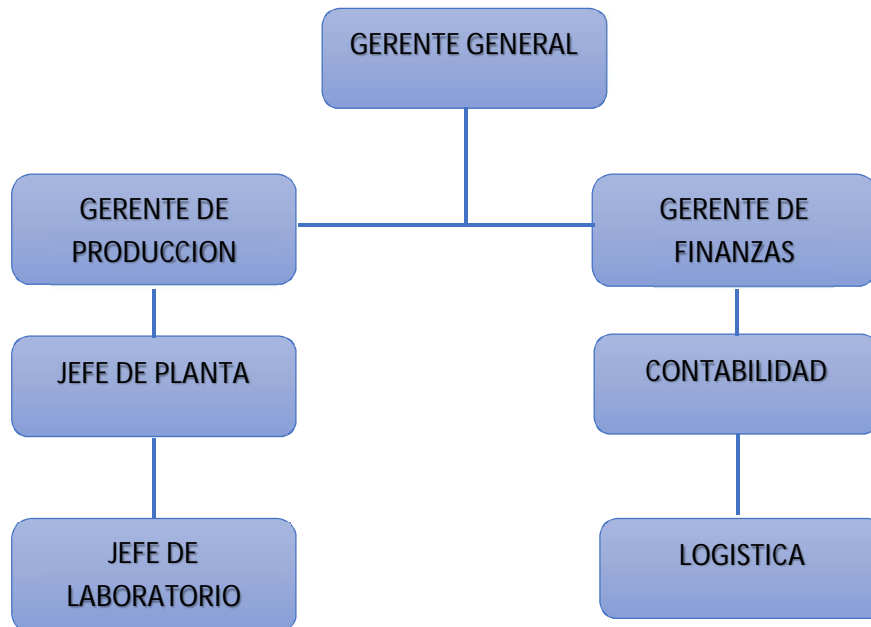 GERENTE GENERAL
GERENTE DE
PRODUCCION
GERENTE DE
FINANZAS
JEFE DE PLANTA
CONTABILIDAD
JEFE DE
LABORATORIO
LOGISTICA